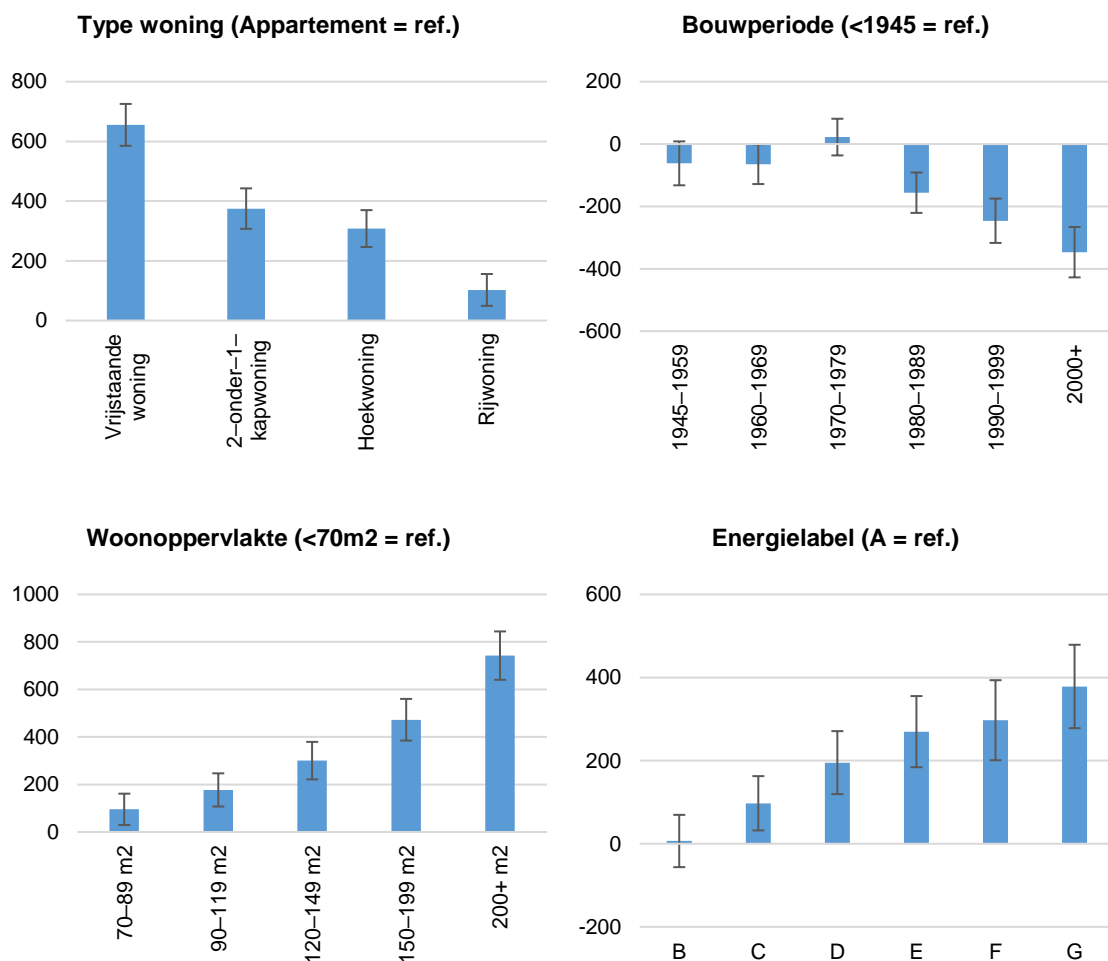 Type woning (Appartement = ref.)
800
600
400
200
0
Vrijstaande
woning
2–onder–1–
kapwoning
Hoekwoning
Rijwoning
Bouwperiode (<1945 = ref.)
200
0
-200
-400
-600
1945–1959
1960–1969
1970–1979
1980–1989
1990–1999
2000+
Woonoppervlakte (<70m2 = ref.)
1000
800
600
400
200
0
70–89 m2
90–119 m2
120–149 m2
150–199 m2
200+ m2
Energielabel (A = ref.)
600
400
200
0
-200
B
C
D
E
F
G